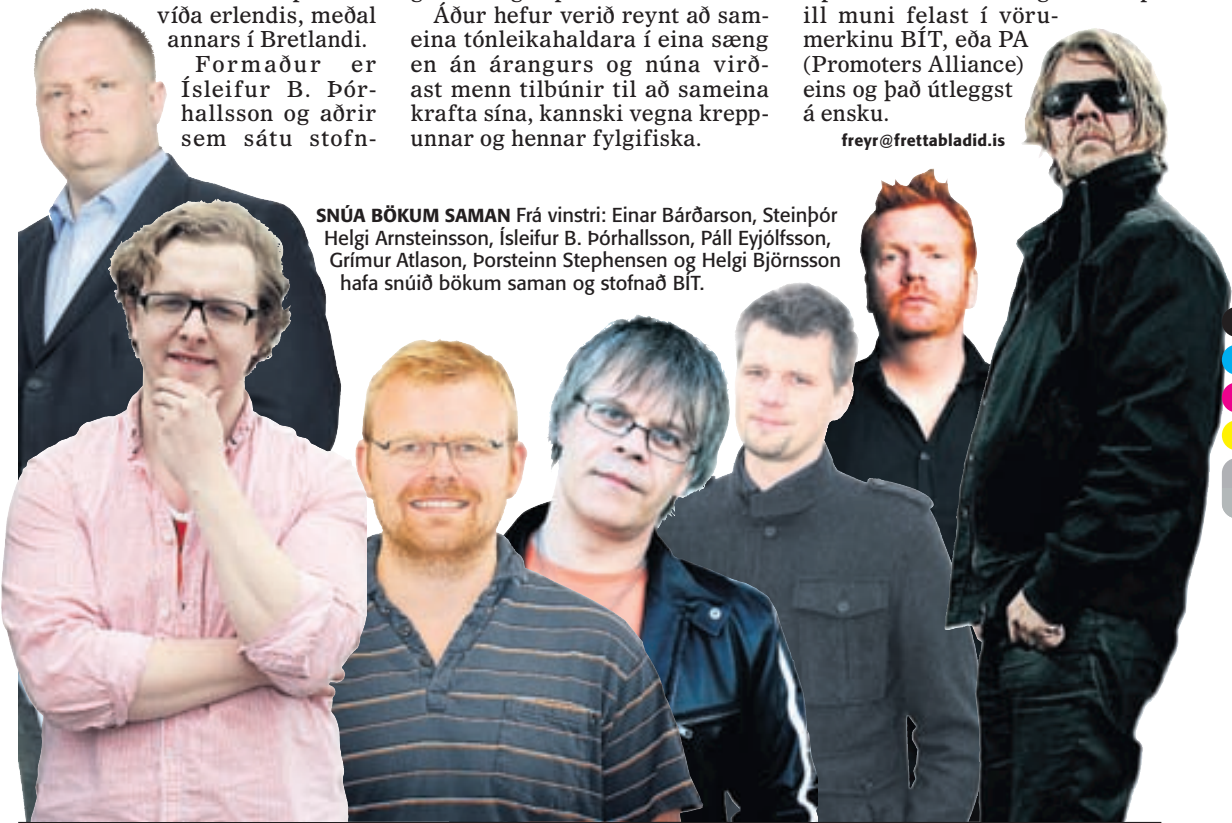 víða erlendis, meðal
annars í Bretlandi.
Formaður er
Ísleifur B. Þór-
hallsson og aðrir
sem sátu stofn-
Áður hefur verið reynt að sam-
eina tónleikahaldara í eina sæng
en án árangurs og núna virð-
ast menn tilbúnir til að sameina
krafta sína, kannski vegna krepp-
unnar og hennar fylgifiska.
ill muni felast í vöru-
merkinu BÍT, eða PA
(Promoters Alliance)
eins og það útleggst
á ensku.
freyr@frettabladid.is
SNÚA BÖKUM SAMAN Frá vinstri: Einar Bárðarson, Steinþór
Helgi Arnsteinsson, Ísleifur B. Þórhallsson, Páll Eyjólfsson,
Grímur Atlason, Þorsteinn Stephensen og Helgi Björnsson
hafa snúið bökum saman og stofnað BÍT.